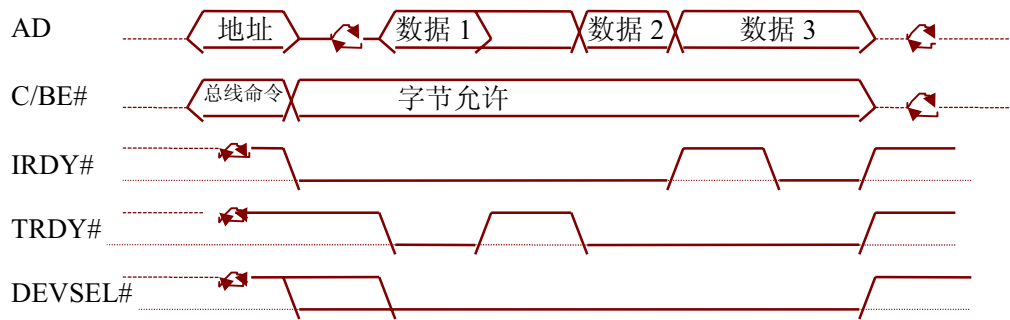 AD 地址 数据 1 数据 2 数据 3
C/BE# 总线命令 字节允许
IRDY#
TRDY#
DEVSEL#